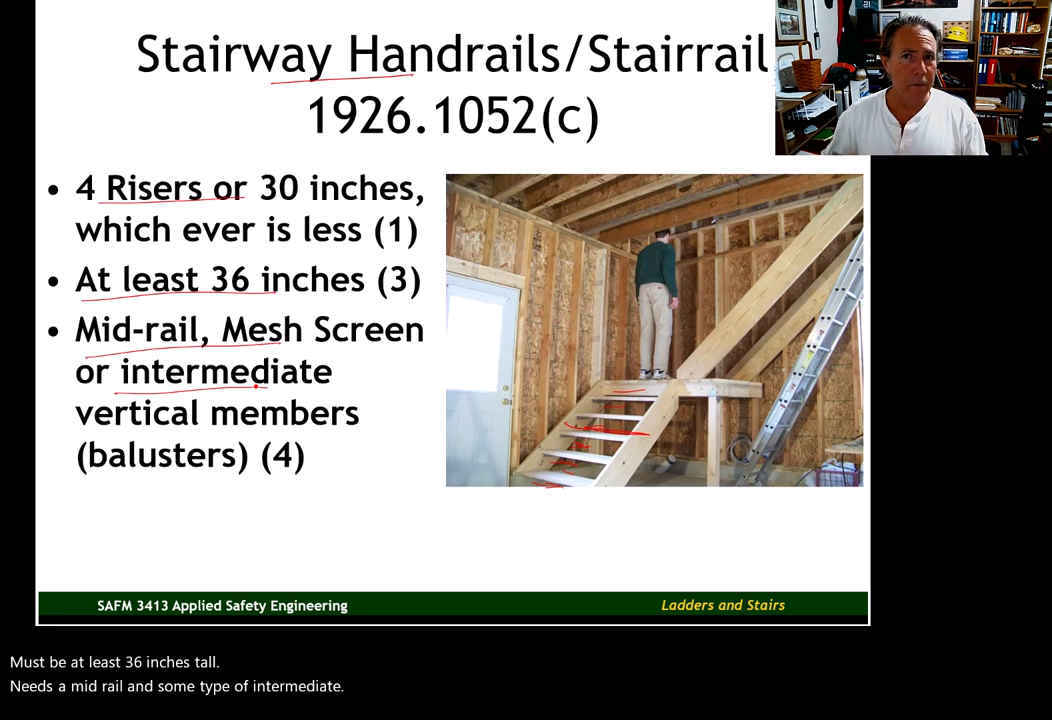 Stairway Handrails/Stairrail
1926.1052(c)
• 4 Risers or 30 inches,
which ever is less (1)
• At least 36 inches (3)
• Mid-rail, Mesh Screen
or intermediate
vertical members
(balusters) (4)
SAFM 3413 Applied Safety Engineering
Ladders and Stairs
Must be at least 36 inches tall.
Needs a mid rail and some type of intermediate.